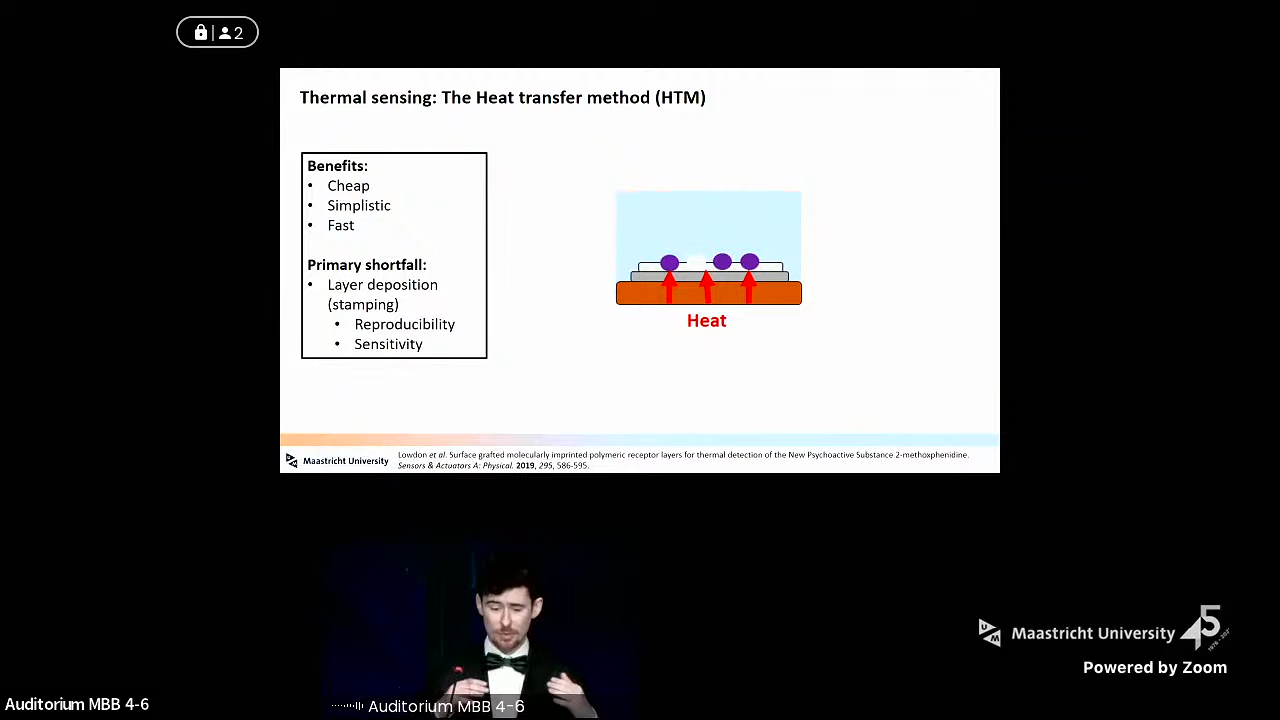 2
Thermal sensing: The Heat transfer method (HTM)
Benefits:
• Cheap
• Simplistic
• Fast
Primary shortfall:
• Layer deposition
(stamping)
• Reproducibility
• Sensitivity
Heat
Maastricht University
Lowdon et al. Surface grafted molecularly imprinted polymeric receptor layers for thermal detection of the New Psychoactive Substance 2-methoxphenidine.
Sensors & Actuators A: Physical. 2019, 295, 586-595.
Maastricht University 45
Powered by Zoom
Auditorium MBB 4-6
Auditorium MBB 4-6